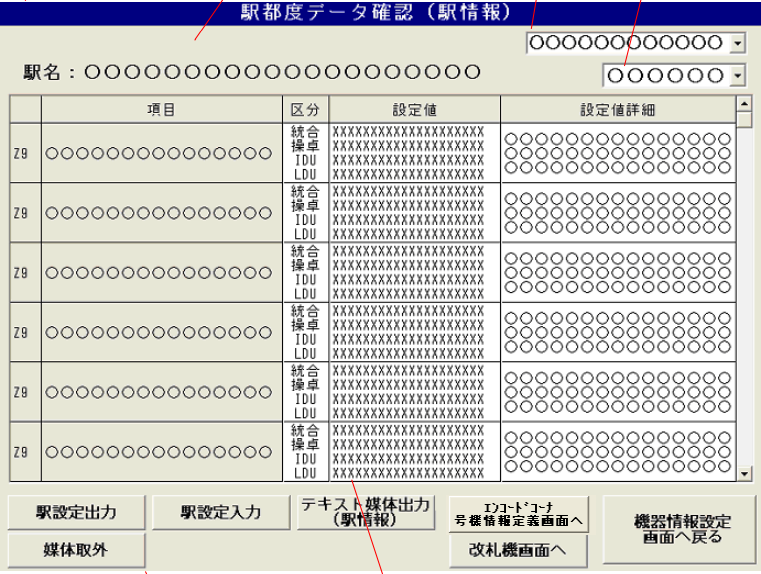 駅都度データ確認（駅情報）
○○○○○○○○○○○○
駅名：○○○○○○○○○○○○○○○○○○○○
○○○○○○
項目 区分 設定値 設定値詳細
統合 XXXXXXXXXXXXXXXXXXXX ○○○○○○○○○○○○○○○
Z9 ○○○○○○○○○○○○○○○ 操卓 XXXXXXXXXXXXXXXXXXXX ○○○○○○○○○○○○○○○
IDU XXXXXXXXXXXXXXXXXXXX ○○○○○○○○○○○○○○○
LDU XXXXXXXXXXXXXXXXXXXX
統合 XXXXXXXXXXXXXXXXXXXX ○○○○○○○○○○○○○○○
Z9 ○○○○○○○○○○○○○○○ 操卓 XXXXXXXXXXXXXXXXXXXX ○○○○○○○○○○○○○○○
IDU XXXXXXXXXXXXXXXXXXXX ○○○○○○○○○○○○○○○
LDU XXXXXXXXXXXXXXXXXXXX
統合 XXXXXXXXXXXXXXXXXXXX ○○○○○○○○○○○○○○○
Z9 ○○○○○○○○○○○○○○○ 操卓 XXXXXXXXXXXXXXXXXXXX ○○○○○○○○○○○○○○○
IDU XXXXXXXXXXXXXXXXXXXX ○○○○○○○○○○○○○○○
LDU XXXXXXXXXXXXXXXXXXXX
統合 XXXXXXXXXXXXXXXXXXXX ○○○○○○○○○○○○○○○
Z9 ○○○○○○○○○○○○○○○ 操卓 XXXXXXXXXXXXXXXXXXXX ○○○○○○○○○○○○○○○
IDU XXXXXXXXXXXXXXXXXXXX ○○○○○○○○○○○○○○○
LDU XXXXXXXXXXXXXXXXXXXX
統合 XXXXXXXXXXXXXXXXXXXX ○○○○○○○○○○○○○○○
Z9 ○○○○○○○○○○○○○○○ 操卓 XXXXXXXXXXXXXXXXXXXX ○○○○○○○○○○○○○○○
IDU XXXXXXXXXXXXXXXXXXXX ○○○○○○○○○○○○○○○
LDU XXXXXXXXXXXXXXXXXXXX
統合 XXXXXXXXXXXXXXXXXXXX ○○○○○○○○○○○○○○○
Z9 ○○○○○○○○○○○○○○○ 操卓 XXXXXXXXXXXXXXXXXXXX ○○○○○○○○○○○○○○○
IDU XXXXXXXXXXXXXXXXXXXX ○○○○○○○○○○○○○○○
LDU XXXXXXXXXXXXXXXXXXXX
駅設定出力
駅設定入力
テキスト媒体出力
（駅情報）
ｴﾝｺｰﾄﾞｺｰﾅ
号機情報定義画面へ
機器情報設定
画面へ戻る
媒体取外
改札機画面へ